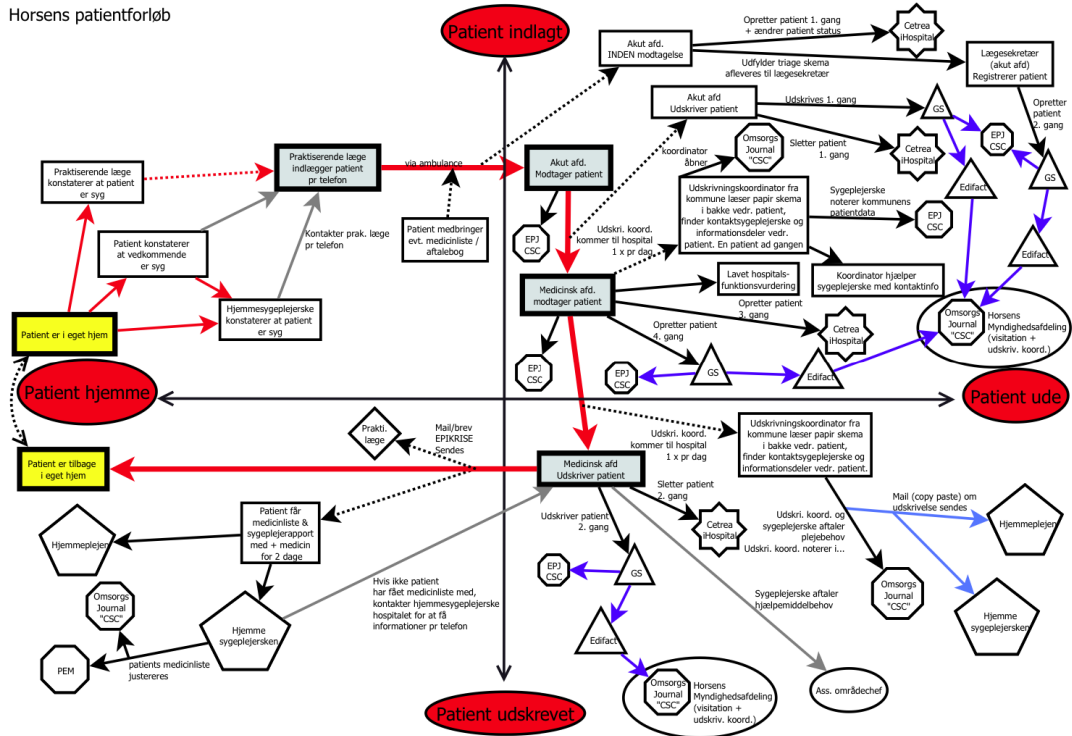 Horsens patientforløb
Patient indlagt
Akut afd.
INDEN modtagelse
Opretter patient 1. gang
+ ændrer patient status
Cetrea
iHospital
Udfylder triage skema
afleveres til lægesekretær
Lægesekretær
(akut afd)
Registrerer patient
Akut afd
Udskriver patient
Udskrives 1. gang
GS
EPJ
CSC
Opretter
patient
2. gang
Sletter patient
1. gang
Cetrea
iHospital
GS
Edifact
Edifact
Praktiserende læge
konstaterer at patient
er syg
Praktiserende læge
indlægger patient
pr telefon
via ambulance
Akut afd.
Modtager patient
koordinator
åbner
Omsorgs
Journal
"CSC"
Udskrivningskoordinator fra
kommune læser papir skema
i bakke vedr. patient,
finder kontaktsygeplejerske og
informationsdeler vedr.
patient. En patient ad gangen
Sygeplejerske
noterer kommunens
patientdata
EPJ
CSC
Patient konstaterer
at vedkommende
er syg
Kontakter prak. læge
pr telefon
Patient medbringer
evt. medicinliste /
aftalebog
EPJ
CSC
Udskri. koord.
kommer til hospital
1 x pr dag
Koordinator hjælper
sygeplejerske med kontaktinfo
Medicinsk afd.
modtager patient
Lavet hospitals-
funktionsvurdering
Opretter patient
3. gang
Cetrea
iHospital
Hjemmesygeplejerske
konstaterer at patient
er syg
Patient er i eget hjem
Opretter patient
4. gang
EPJ
CSC
EPJ
CSC
GS
Edifact
Omsorgs
Journal
"CSC"
Horsens
Myndighedsafdeling
(visitation +
udskriv. koord.)
Patient hjemme
Patient ude
Prakti.
læge
Mail/brev
EPIKRISE
Sendes
Udskri. koord.
kommer til hospital
1 x pr dag
Udskrivningskoordinator fra
kommune læser papir skema
i bakke vedr. patient,
finder kontaktsygeplejerske og
informationsdeler vedr. patient.
Patient er tilbage
i eget hjem
Medicinsk afd
Udskriver patient
Sletter patient
2. gang
Cetrea
iHospital
Mail (copy paste) om
udskrivelse sendes
Hjemmeplejen
Patient får
medicinliste &
sygeplejerapport
med + medicin
for 2 dage
Hjemmeplejen
Udskriver patient
2. gang
Udskri. koord. og
sygeplejerske aftaler
plejebehov
Udskri. koord. noterer i...
EPJ
CSC
GS
Omsorgs
Journal
"CSC"
Hvis ikke patient
har fået medicinliste med,
kontakter hjemmesygeplejerske
hospitalet for at få
informationer pr telefon
Omsorgs
Journal
"CSC"
Hjemme
sygeplejersken
Sygeplejerske aftaler
hjælpemiddelbehov
Hjemme
sygeplejersken
Edifact
PEM
patients medicinliste
justereres
Omsorgs
Journal
"CSC"
Horsens
Myndighedsafdeling
(visitation +
udskriv. koord.)
Ass. områdechef
Patient udskrevet